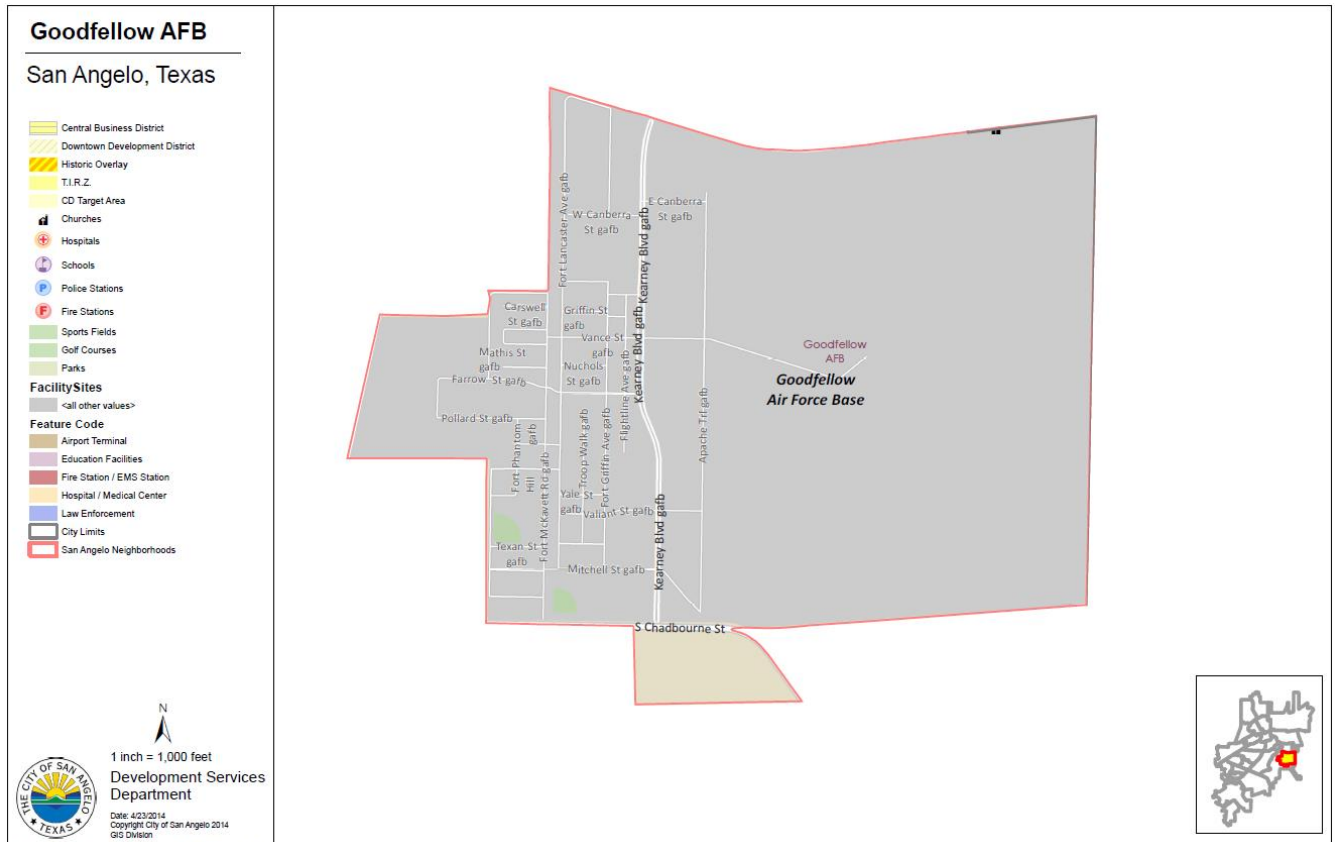 Goodfellow AFB
San Angelo, Texas
Central Business District
Downtown Development District
Historic Overlay
T.I.R.Z.
CD Target Area
Churches
Hospitals
Schools
P
Police Stations
F
Fire Stations
Sports Fields
Golf Courses
Parks
FacilitySites
<all other values>
Feature Code
Airport Terminal
Education Facilities
Fire Station / EMS Station
Hospital / Medical Center
Law Enforcement
City Limits
San Angelo Neighborhoods
N
1 inch = 1,000 feet
Development Services
Department
Date: 4/23/2014
Copyright City of San Angelo 2014
GIS Division
THE CITY OF SAN ANGELO
TEXAS
Fort Lancaster Ave gafb
W Canberra
St gafb
E Canberra
St gafb
Kearney Blvd gafb
Kearney Blvd gafb
Carswell
St gafb
Griffin St
gafb
Vance St
gafb
Mathis St
gafb
Nuchols
St gafb
Farrow St gafb
Flightline Ave gafb
Pollard St gafb
Fort Phantom
Hill
gafb
Fort McKavett Rd gafb
Troop Walk gafb
Fort Griffin Ave gafb
Apache Trl gafb
Yale St
gafb
Valiant St gafb
Texan St
gafb
Mitchell St gafb
Kearney Blvd gafb
S Chadbourne St
Goodfellow
AFB
Goodfellow
Air Force Base